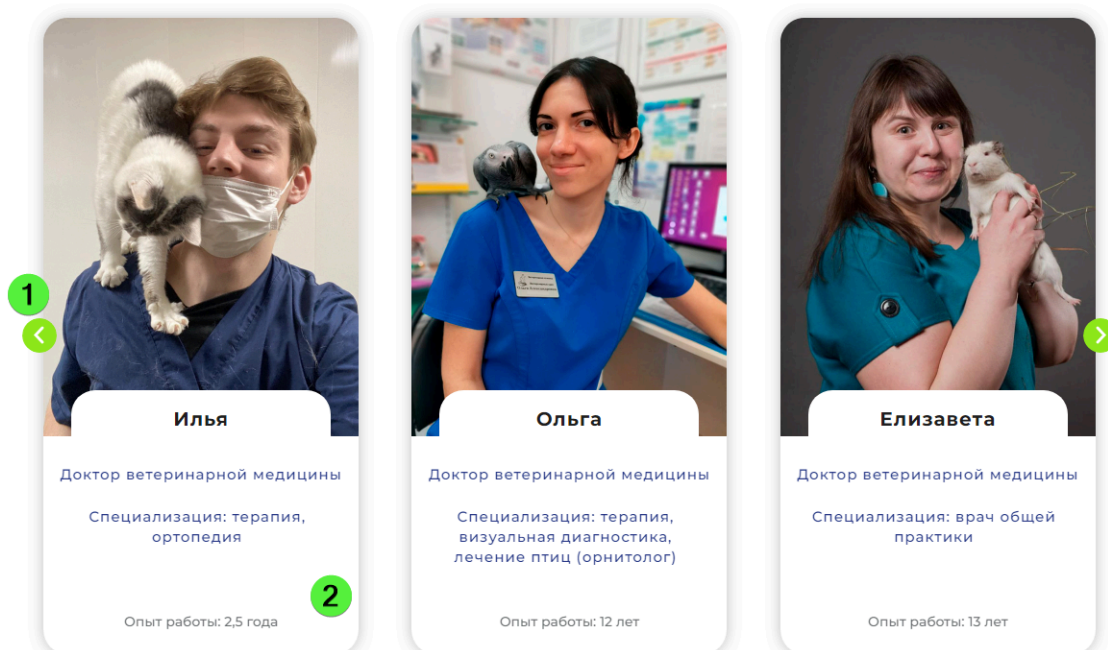 1
Илья
Доктор ветеринарной медицины
Специализация: терапия,
ортопедия
2
Опыт работы: 2,5 года
Ольга
Доктор ветеринарной медицины
Специализация: терапия,
визуальная диагностика,
лечение птиц (орнитолог)
Опыт работы: 12 лет
Елизавета
Доктор ветеринарной медицины
Специализация: врач общей
практики
Опыт работы: 13 лет